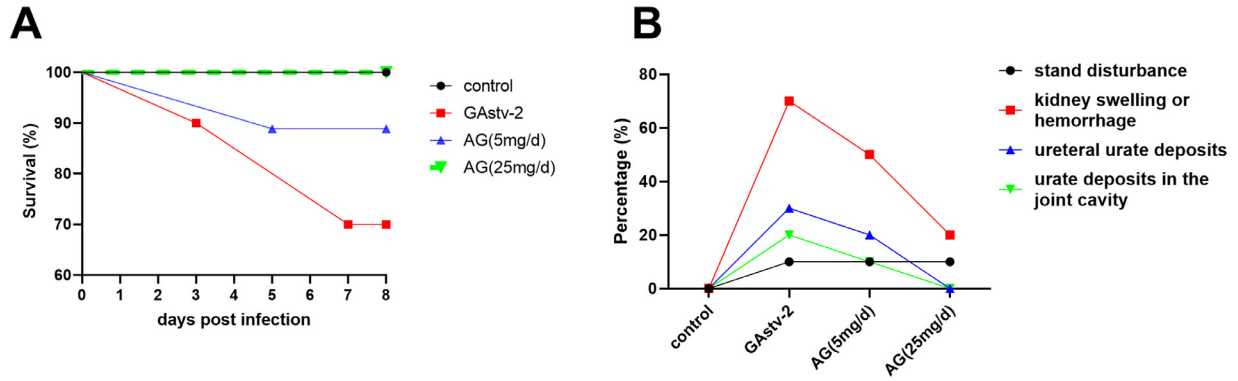 A
Survival (%)
100
90
80
70
60
0 1 2 3 4 5 6 7 8
days post infection
control
GAstv-2
AG(5mg/d)
AG(25mg/d)
B
Percentage (%)
80
60
40
20
0
control
GAstv-2
AG(5mg/d)
AG(25mg/d)
stand disturbance
kidney swelling or
hemorrhage
ureteral urate deposits
urate deposits in the
joint cavity